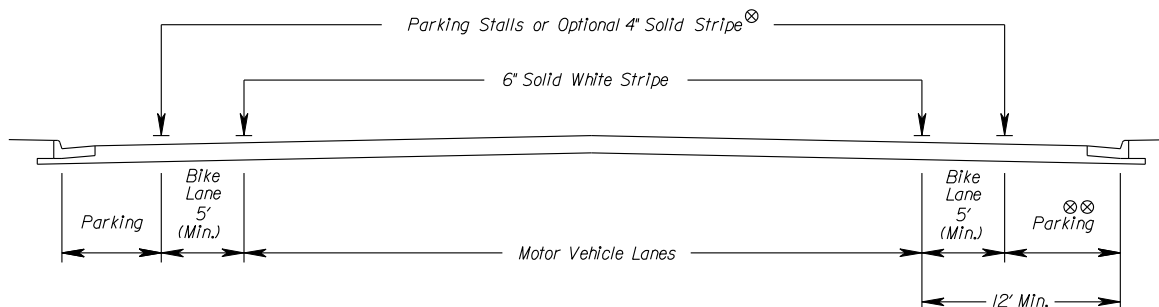 Parking Stalls or Optional 4" Solid Stripe ⊗
6" Solid White Stripe
Parking
Bike
Lane
5'
(Min.)
Motor Vehicle Lanes
Bike
Lane
5'
(Min.)
⊗⊗
Parking
12' Min.